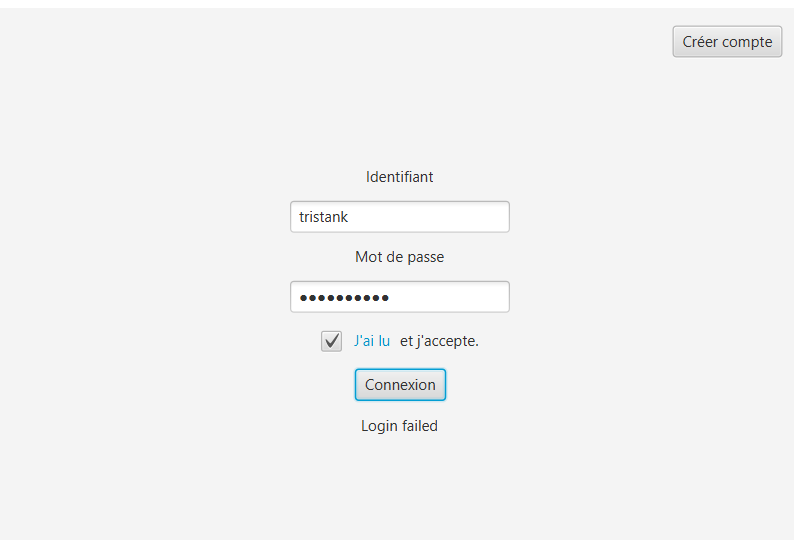 Créer compte
Identifiant
tristank
Mot de passe
●●●●●●●●●●
J'ai lu et j'accepte.
Connexion
Login failed